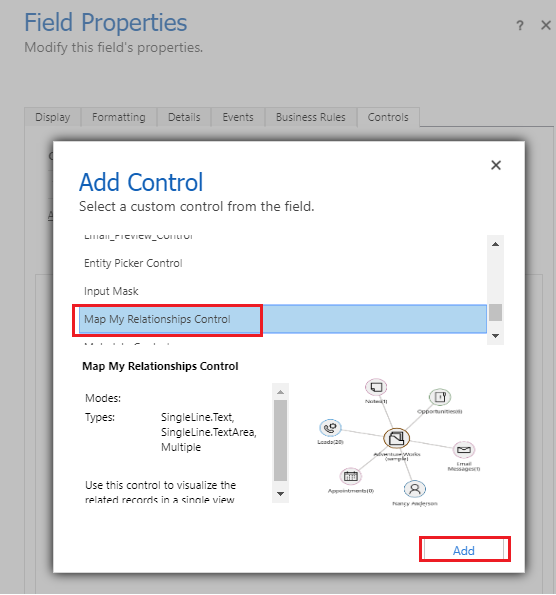 Field Properties
? ×
Modify this field's properties.
Display Formatting Details Events Business Rules Controls
Add Control
×
Select a custom control from the field.
Email_Preview_Control
Entity Picker Control
Input Mask
Map My Relationships Control
Map My Relationships Control
Modes:
Types: SingleLine.Text,
SingleLine.TextArea,
Multiple
Use this control to visualize the
related records in a single view
Notes(1)
Opportunities(6)
Leads(20)
Adventure Works
(sample)
Email
Messages(1)
Appointments(0)
Nancy Anderson
Add